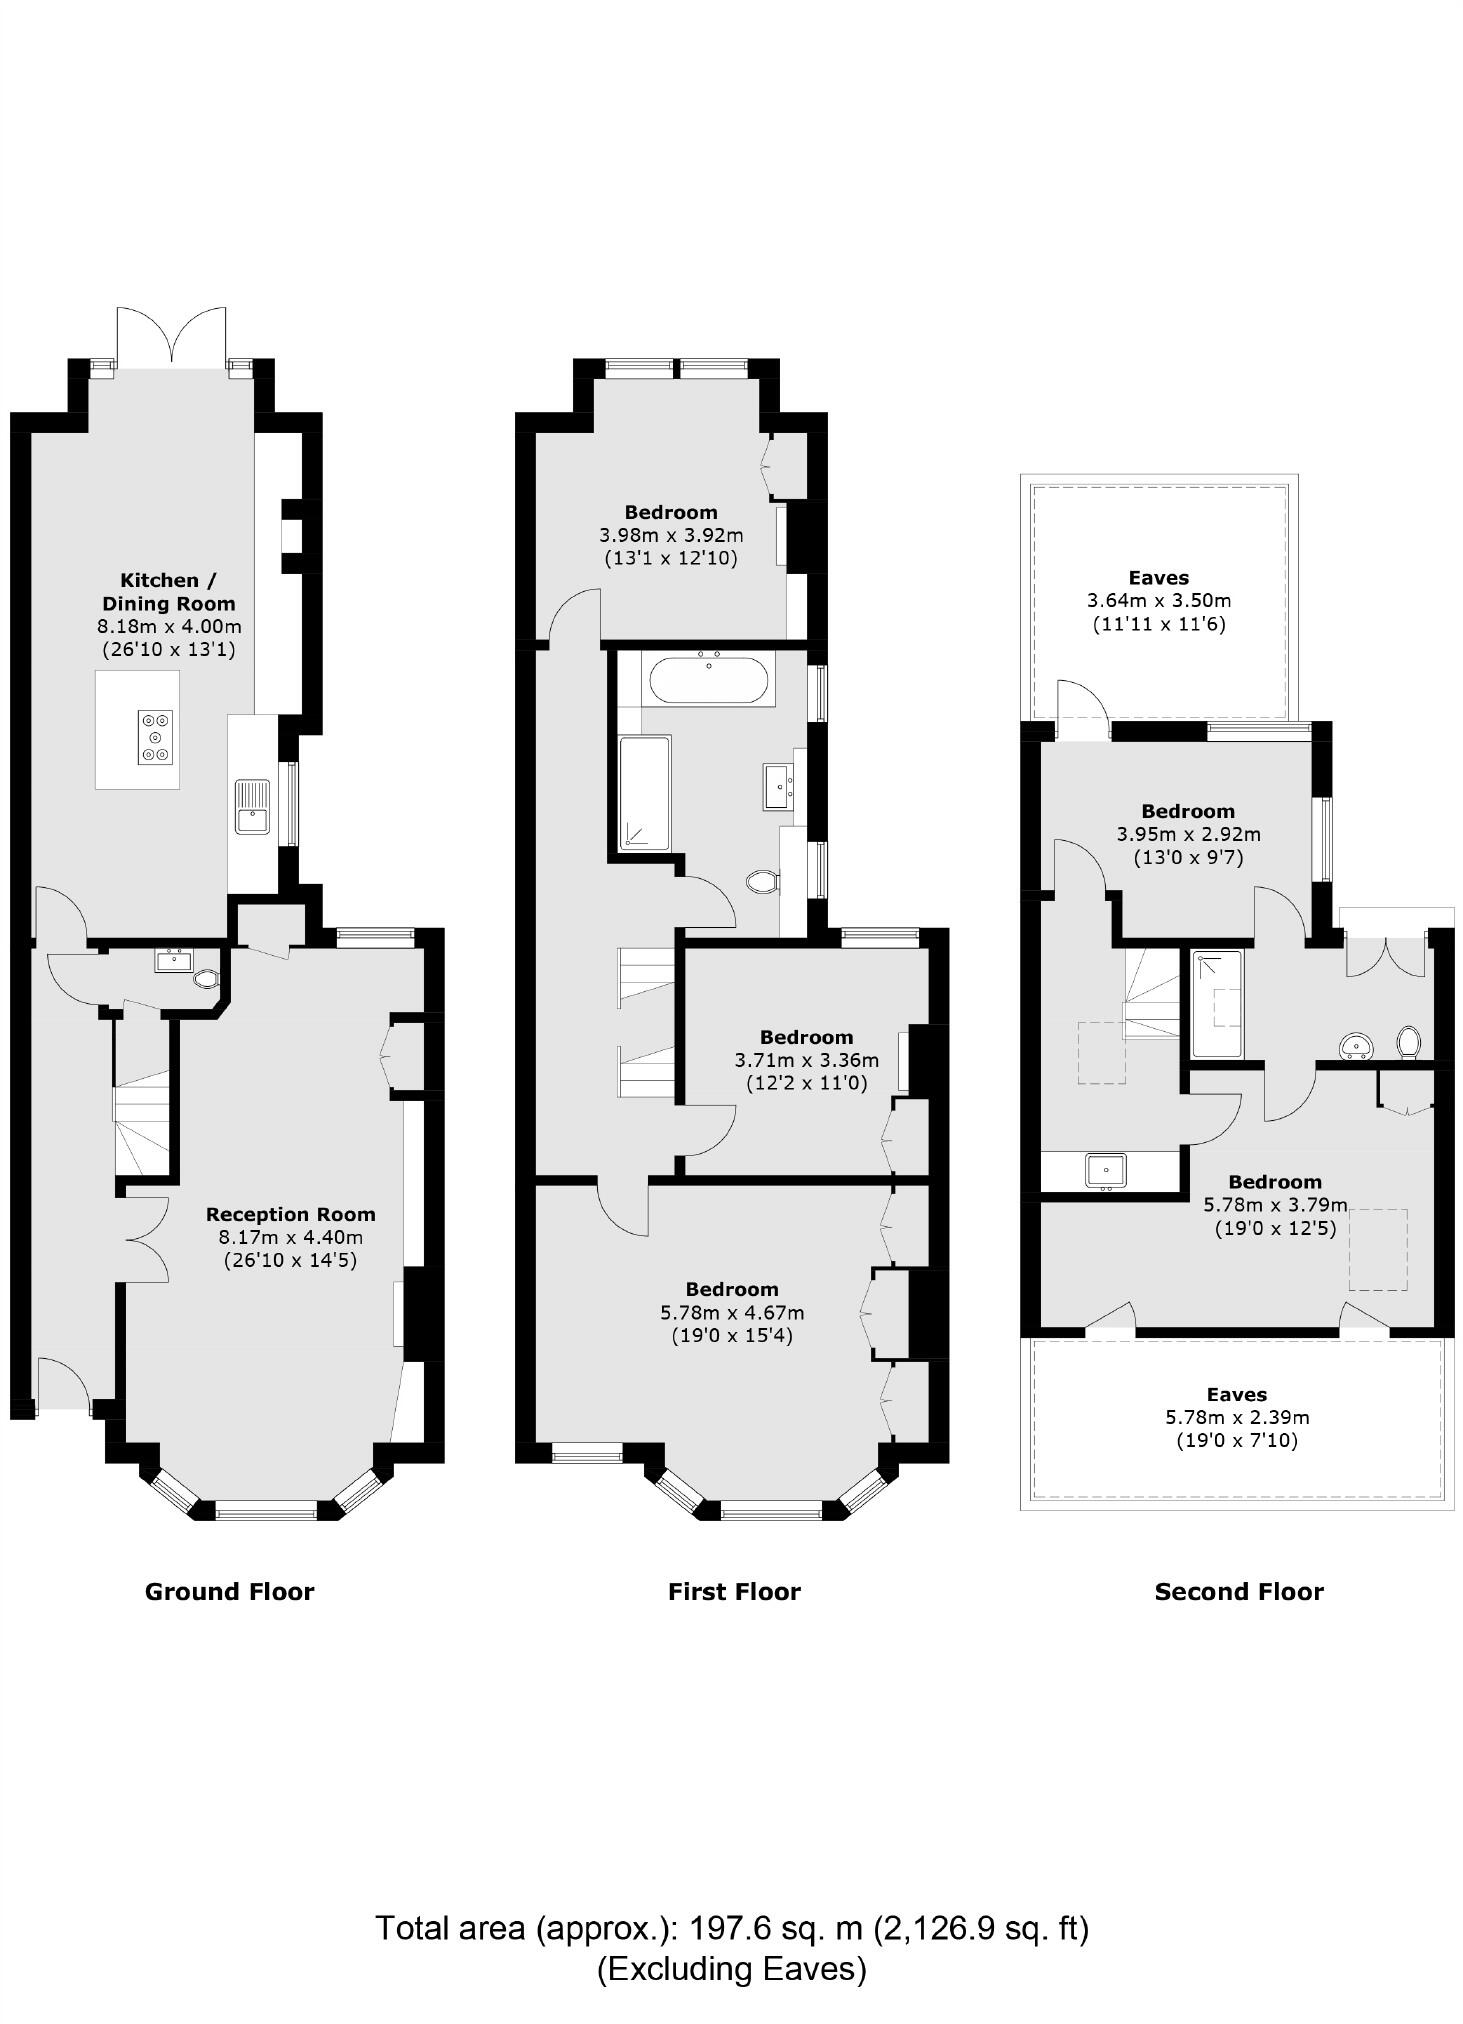 Kitchen /
Dining Room
8.18m x 4.00m
(26'10 x 13'1)
Reception Room
8.17m x 4.40m
(26'10 x 14'5)
Ground Floor
Bedroom
3.98m x 3.92m
(13'1 x 12'10)
Bedroom
3.71m x 3.36m
(12'2 x 11'0)
Bedroom
5.78m x 4.67m
(19'0 x 15'4)
First Floor
Eaves
3.64m x 3.50m
(11'11 x 11'6)
Bedroom
3.95m x 2.92m
(13'0 x 9'7)
Bedroom
5.78m x 3.79m
(19'0 x 12'5)
Eaves
5.78m x 2.39m
(19'0 x 7'10)
Second Floor
Total area (approx.): 197.6 sq. m (2,126.9 sq. ft)
(Excluding Eaves)